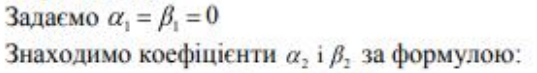 Задаємо α₁ = β₁ = 0
Знаходимо коефіцієнти α₂ і β₂ за формулою: